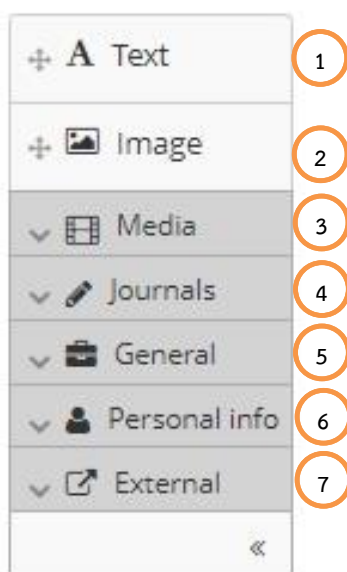 Text 1
Image 2
Media 3
Journals 4
General 5
Personal info 6
External 7
«